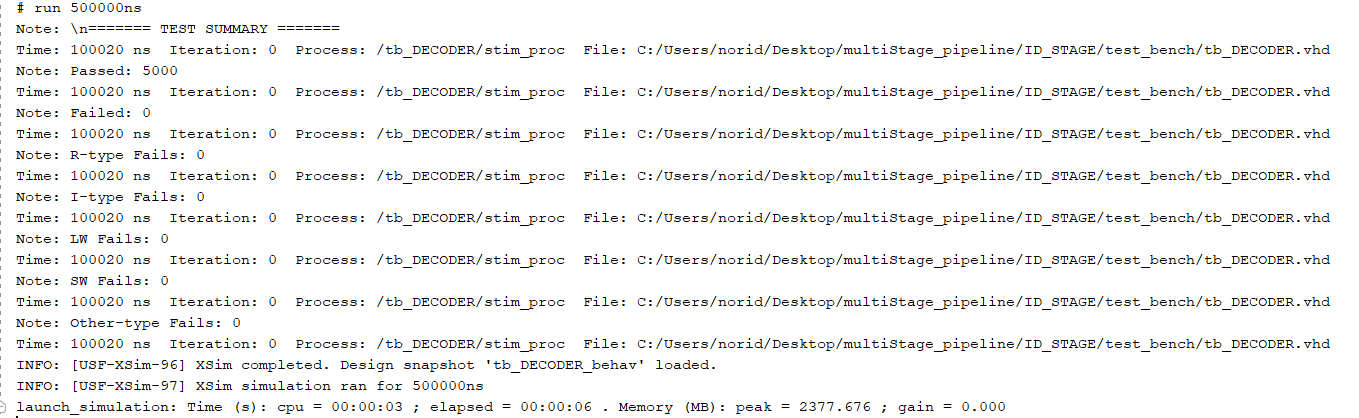 # run 500000ns
Note: \n======= TEST SUMMARY =======
Time: 100020 ns  Iteration: 0  Process: /tb_DECODER/stim_proc  File: C:/Users/norid/Desktop/multiStage_pipeline/ID_STAGE/test_bench/tb_DECODER.vhd
Note: Passed: 5000
Time: 100020 ns  Iteration: 0  Process: /tb_DECODER/stim_proc  File: C:/Users/norid/Desktop/multiStage_pipeline/ID_STAGE/test_bench/tb_DECODER.vhd
Note: Failed: 0
Time: 100020 ns  Iteration: 0  Process: /tb_DECODER/stim_proc  File: C:/Users/norid/Desktop/multiStage_pipeline/ID_STAGE/test_bench/tb_DECODER.vhd
Note: R-type Fails: 0
Time: 100020 ns  Iteration: 0  Process: /tb_DECODER/stim_proc  File: C:/Users/norid/Desktop/multiStage_pipeline/ID_STAGE/test_bench/tb_DECODER.vhd
Note: I-type Fails: 0
Time: 100020 ns  Iteration: 0  Process: /tb_DECODER/stim_proc  File: C:/Users/norid/Desktop/multiStage_pipeline/ID_STAGE/test_bench/tb_DECODER.vhd
Note: LW Fails: 0
Time: 100020 ns  Iteration: 0  Process: /tb_DECODER/stim_proc  File: C:/Users/norid/Desktop/multiStage_pipeline/ID_STAGE/test_bench/tb_DECODER.vhd
Note: SW Fails: 0
Time: 100020 ns  Iteration: 0  Process: /tb_DECODER/stim_proc  File: C:/Users/norid/Desktop/multiStage_pipeline/ID_STAGE/test_bench/tb_DECODER.vhd
Note: Other-type Fails: 0
Time: 100020 ns  Iteration: 0  Process: /tb_DECODER/stim_proc  File: C:/Users/norid/Desktop/multiStage_pipeline/ID_STAGE/test_bench/tb_DECODER.vhd
INFO: [USF-XSim-96] XSim completed. Design snapshot 'tb_DECODER_behav' loaded.
INFO: [USF-XSim-97] XSim simulation ran for 500000ns
launch_simulation: Time (s): cpu = 00:00:03 ; elapsed = 00:00:06 . Memory (MB): peak = 2377.676 ; gain = 0.000